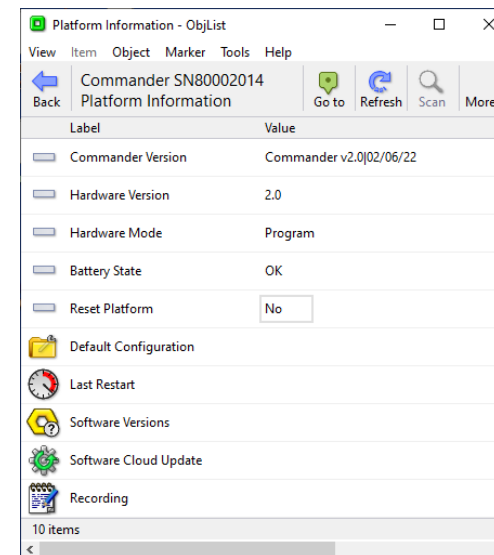 Platform Information - ObjList
View Item Object Marker Tools Help
Back
Commander SN80002014
Platform Information
Go to Refresh Scan More
Label Value
Commander Version Commander v2.0|02/06/22
Hardware Version 2.0
Hardware Mode Program
Battery State OK
Reset Platform No
Default Configuration
Last Restart
Software Versions
Software Cloud Update
Recording
10 items